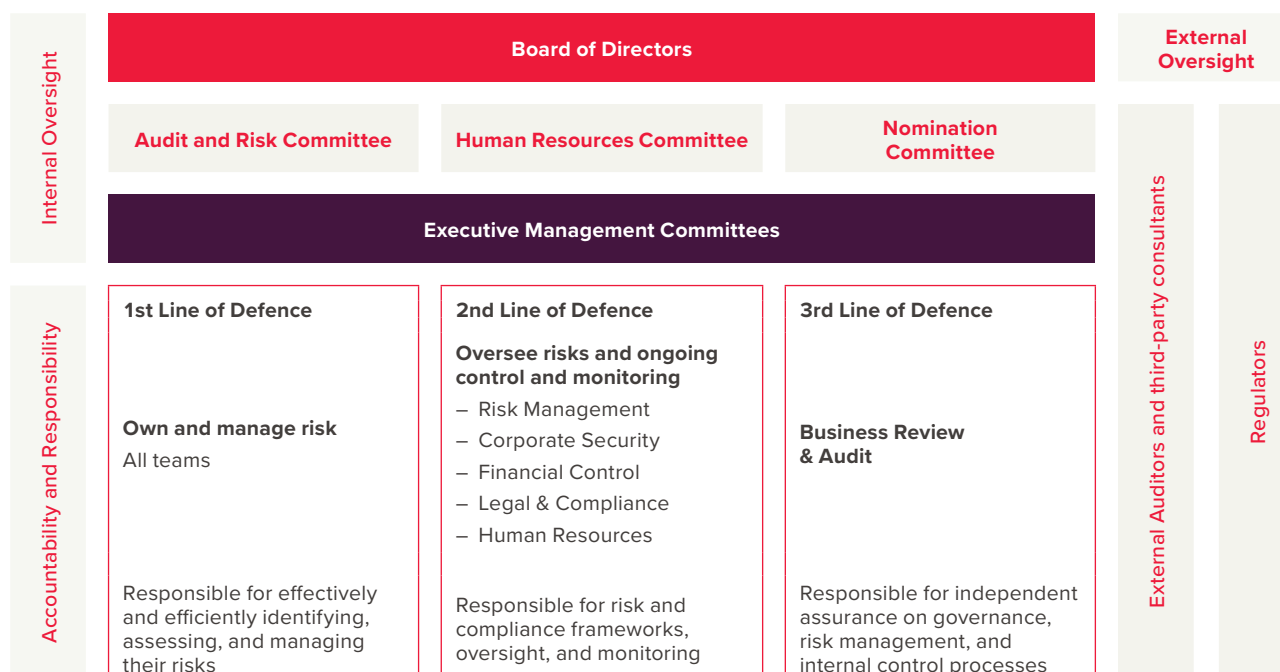 Internal Oversight
Board of Directors
External
Oversight
Audit and Risk Committee
Human Resources Committee
Nomination
Committee
Executive Management Committees
Accountability and Responsibility
1st Line of Defence
Own and manage risk
All teams
Responsible for effectively
and efficiently identifying,
assessing, and managing
their risks
2nd Line of Defence
Oversee risks and ongoing
control and monitoring
– Risk Management
– Corporate Security
– Financial Control
– Legal & Compliance
– Human Resources
Responsible for risk and
compliance frameworks,
oversight, and monitoring
3rd Line of Defence
Business Review
& Audit
Responsible for independent
assurance on governance,
risk management, and
internal control processes
External Auditors and third-party consultants
Regulators